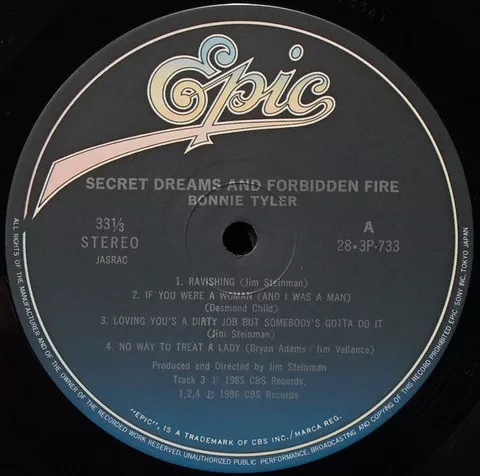 Epic
SECRET DREAMS AND FORBIDDEN FIRE
BONNIE TYLER
33⅓
STEREO
JASRAC
A
28・3P-733
1. RAVISHING (Jim Steinman)
2. IF YOU WERE A WOMAN (AND I WAS A MAN)
(Dasmond Child)
3. LOVING YOU'S A DIRTY JOB BUT SOMEBODY'S GOTTA DO IT
(Jim Steinman)
4. NO WAY TO TREAT A LADY (Bryan Adams / Jim Vallance)
Produced and Directed by Jim Steinman
Track 3 Ⓟ 1985 CBS Records,
1,2,4 Ⓟ 1986 CBS Records
"EPIC", IS A TRADEMARK OF CBS INC./MARCA REG.
ALL RIGHTS OF THE MANUFACTURER AND OF THE OWNER OF THE RECORDED WORK RESERVED. UNAUTHORIZED PUBLIC PERFORMANCE, BROADCASTING AND COPYING OF THIS RECORD PROHIBITED EPIC SONY INC. TOKYO JAPAN